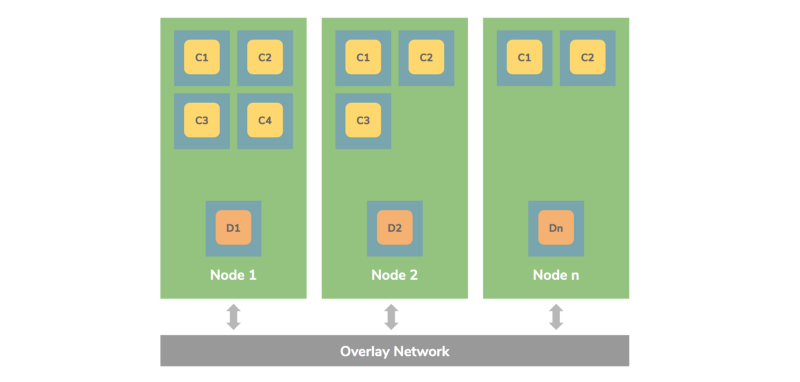 C1 C2
C3 C4
D1
Node 1
C1 C2
C3
D2
Node 2
C1 C2
Dn
Node n
Overlay Network